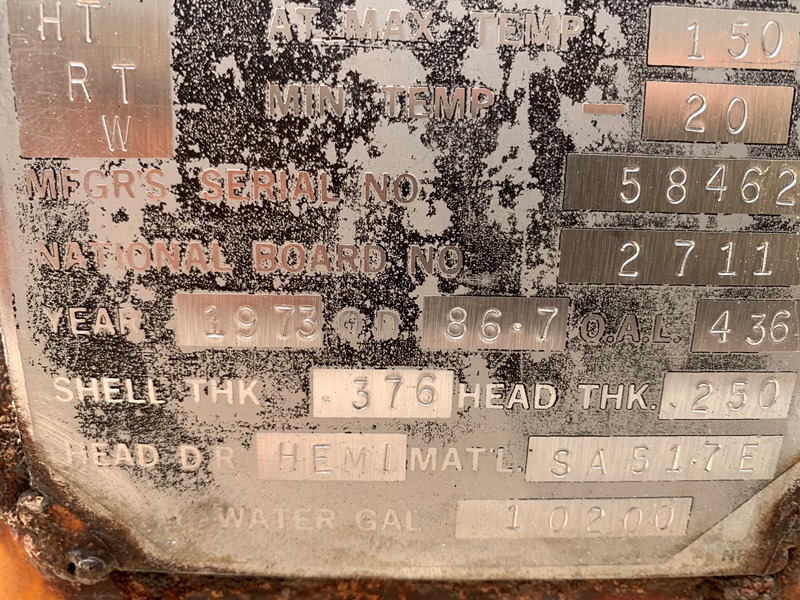 HT AT MAX TEMP 150
RT MIN TEMP - 20
W
MFGR'S SERIAL NO 58462
NATIONAL BOARD NO 2711
YEAR 1973 O.D. 86.7 O.A.L. 436
SHELL THK .376 HEAD THK. .250
HEAD D'R HEMI MAT'L. SA517E
WATER GAL 10200